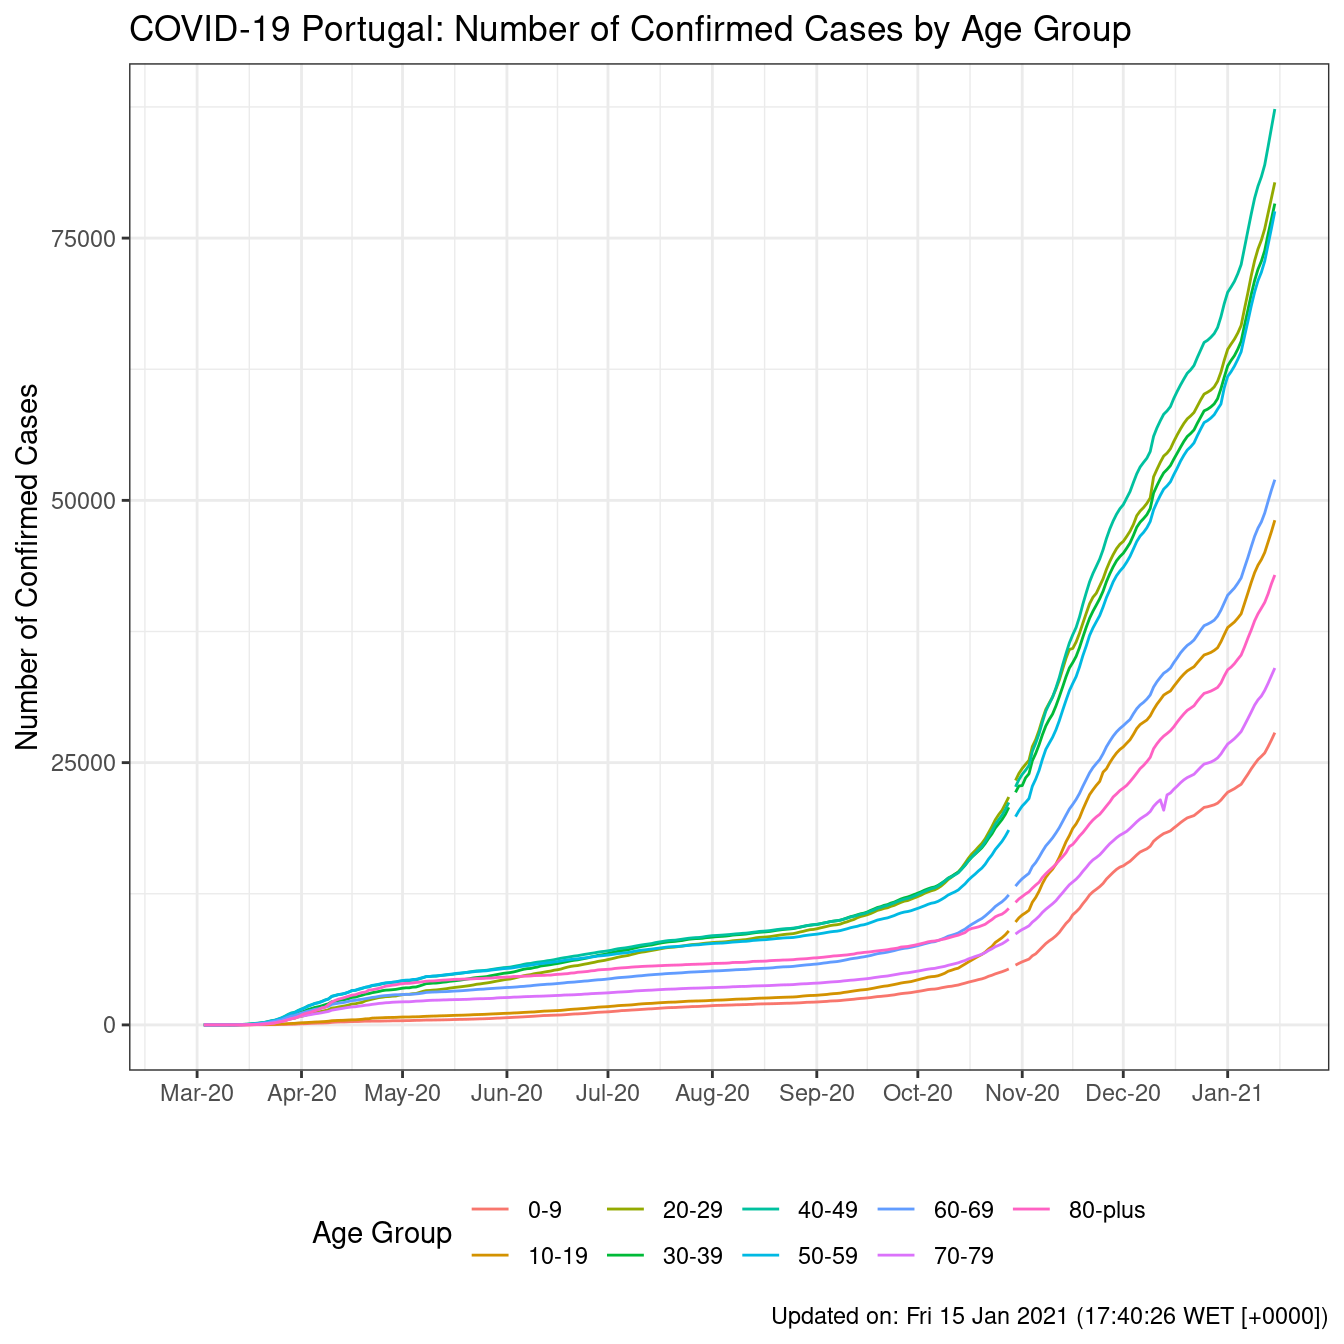 COVID-19 Portugal: Number of Confirmed Cases by Age Group
Number of Confirmed Cases
75000
50000
25000
0
Mar-20 Apr-20 May-20 Jun-20 Jul-20 Aug-20 Sep-20 Oct-20 Nov-20 Dec-20 Jan-21
Age Group
0-9 20-29 40-49 60-69 80-plus
10-19 30-39 50-59 70-79
Updated on: Fri 15 Jan 2021 (17:40:26 WET [+0000])